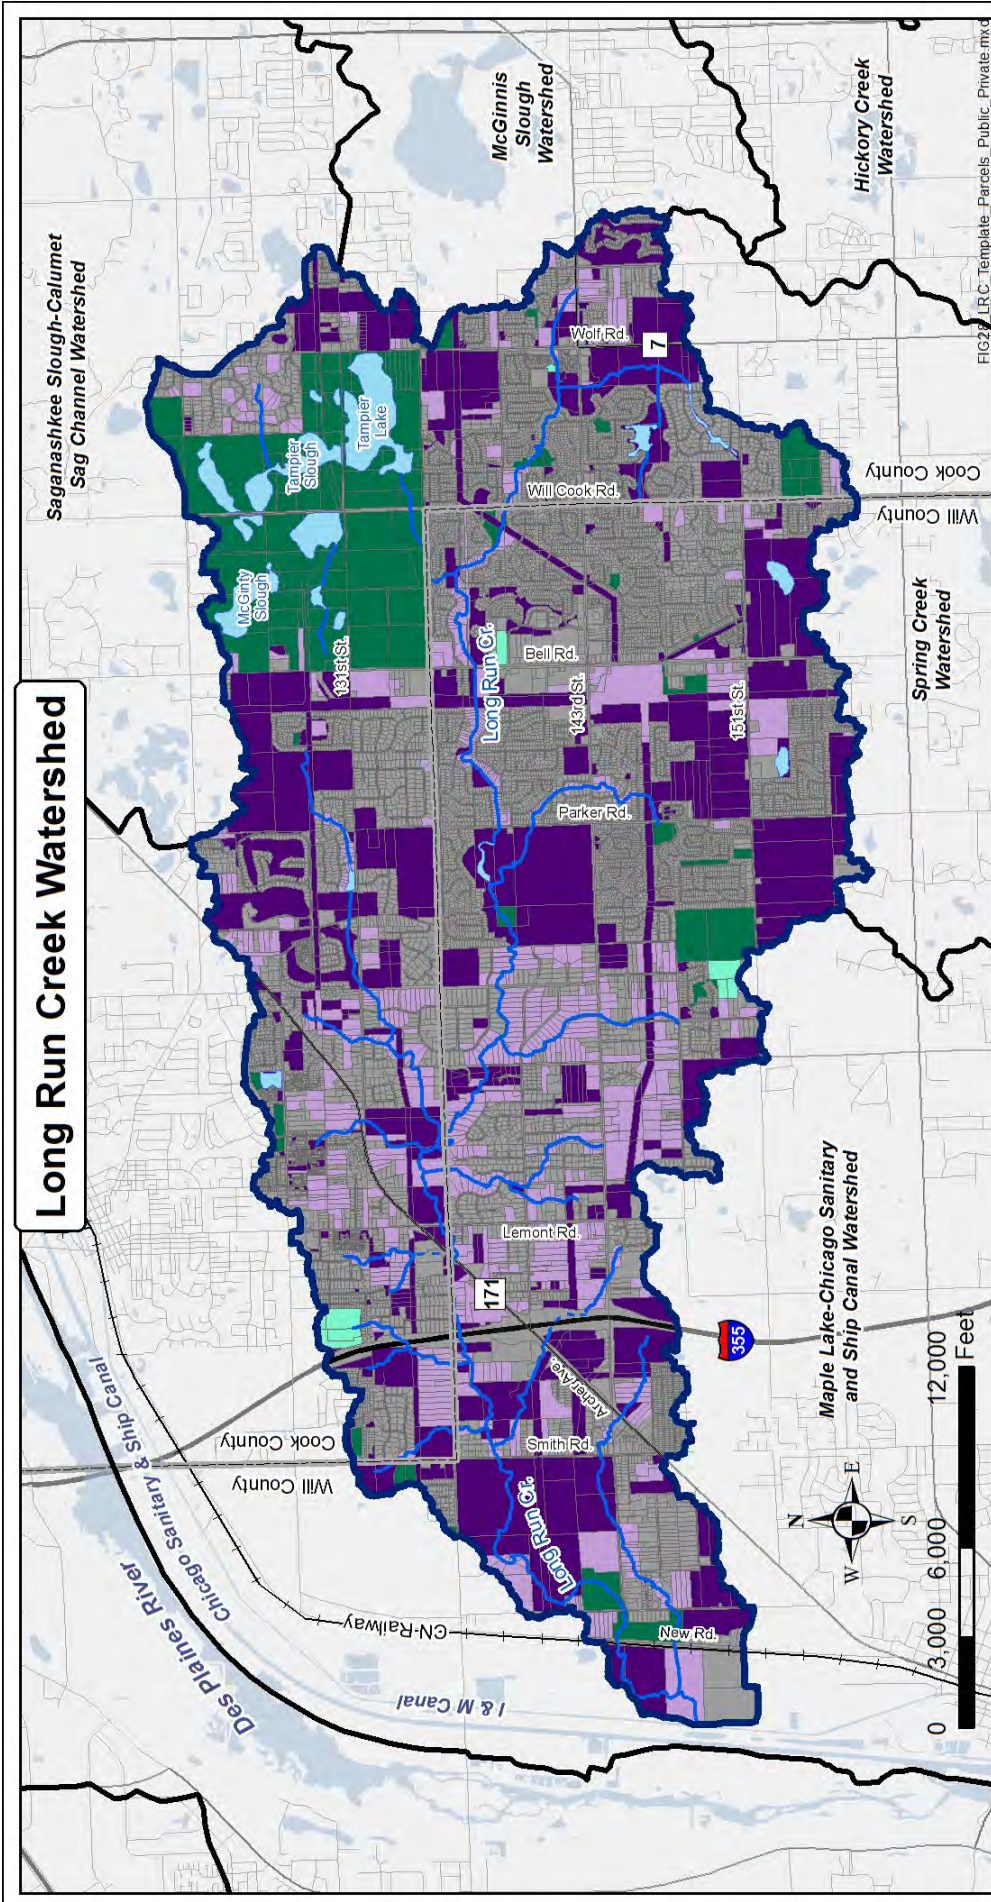 Long Run Creek Watershed
Saganashkee Slough-Calumet
Sag Channel Watershed
McGinnis
Slough
Watershed
Hickory Creek
Watershed
Spring Creek
Watershed
Maple Lake-Chicago Sanitary
and Ship Canal Watershed
Des Plaines River
Chicago Sanitary & Ship Canal
I & M Canal
CN-Railway
Will County
Cook County
Cook County
Will County
McGinty
Slough
Tampier
Slough
Tampier
Lake
131st St.
Long Run Cr.
Long Run Cr.
Will Cook Rd.
Wolf Rd.
7
Bell Rd.
143rd St.
151st St.
Parker Rd.
Lemont Rd.
171
Archer Ave.
355
Smith Rd.
New Rd.
N
W
E
S
0
3,000
6,000
12,000
Feet